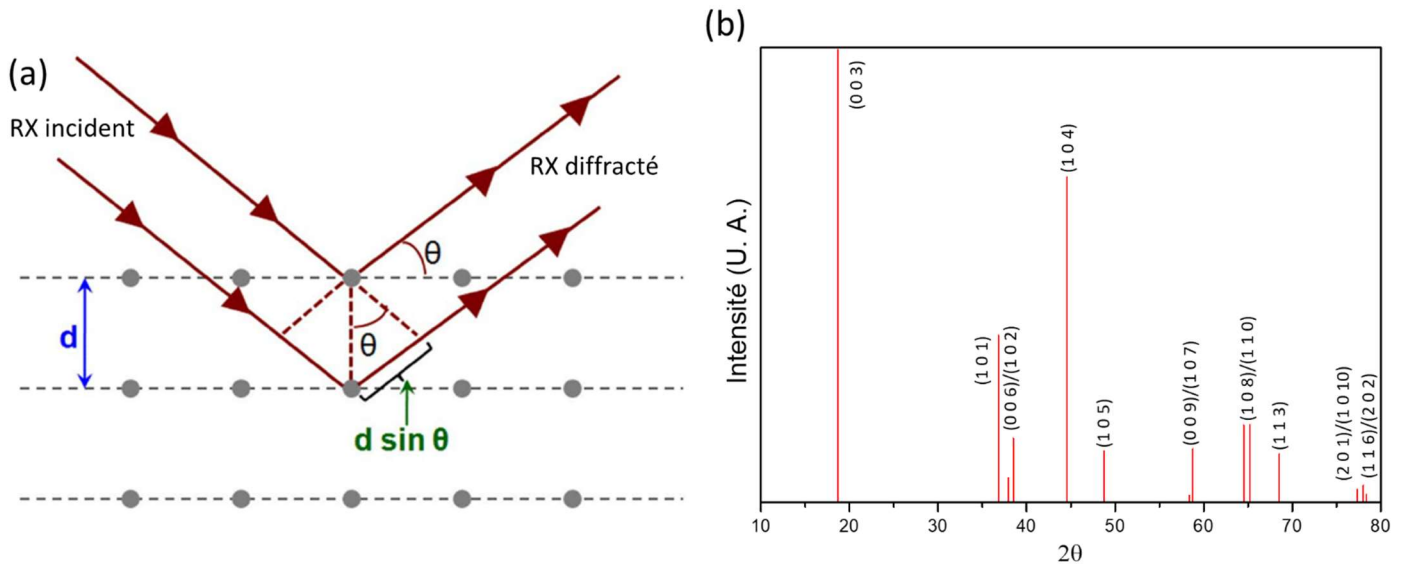 (a)
RX incident
RX diffracté
θ
θ
d
d sin θ
(b)
Intensité (U. A.)
(0 0 3)
(1 0 1)
(0 0 6)/(1 0 2)
(1 0 4)
(1 0 5)
(0 0 9)/(1 0 7)
(1 0 8)/(1 1 0)
(1 1 3)
(2 0 1)/(1 0 10)
(1 1 6)/(2 0 2)
10 20 30 40 50 60 70 80
2θ